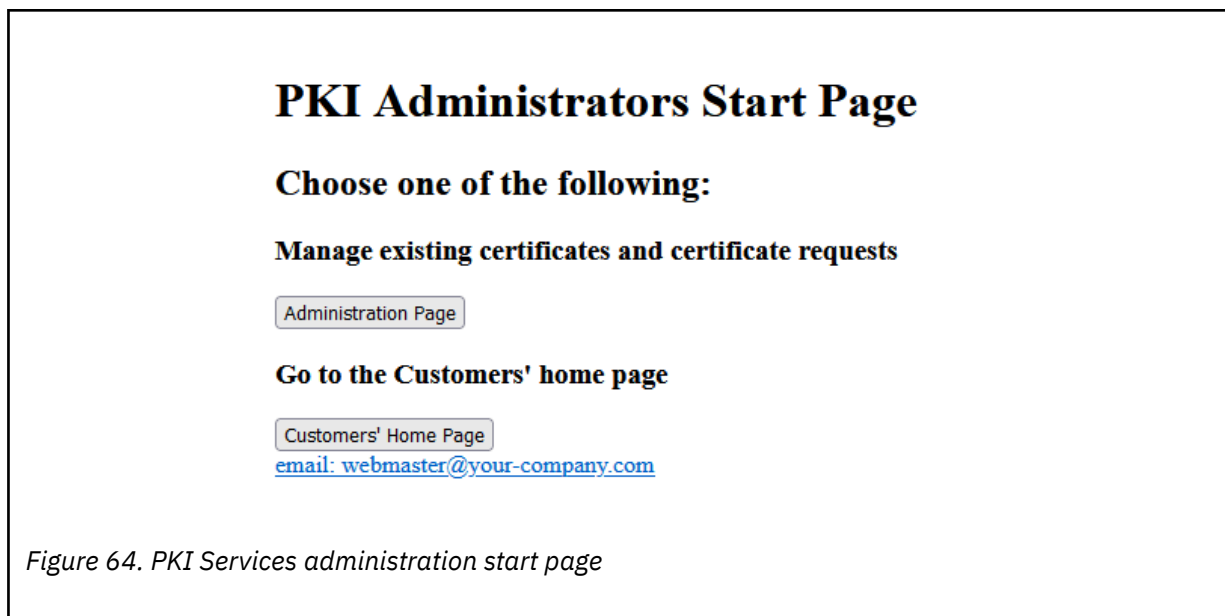 PKI Administrators Start Page
Choose one of the following:
Manage existing certificates and certificate requests
Administration Page
Go to the Customers' home page
Customers' Home Page
email: webmaster@your-company.com
Figure 64. PKI Services administration start page